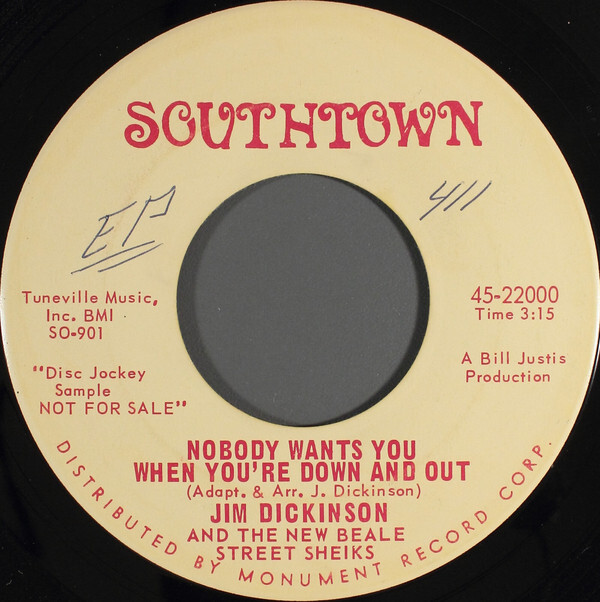 SOUTHTOWN
411
Tuneville Music,
Inc. BMI
SO-901
45-22000
Time 3:15
"Disc Jockey
Sample
NOT FOR SALE"
A Bill Justis
Production
NOBODY WANTS YOU
WHEN YOU'RE DOWN AND OUT
(Adapt. & Arr. J. Dickinson)
JIM DICKINSON
AND THE NEW BEALE
STREET SHEIKS
DISTRIBUTED BY MONUMENT RECORD CORP.